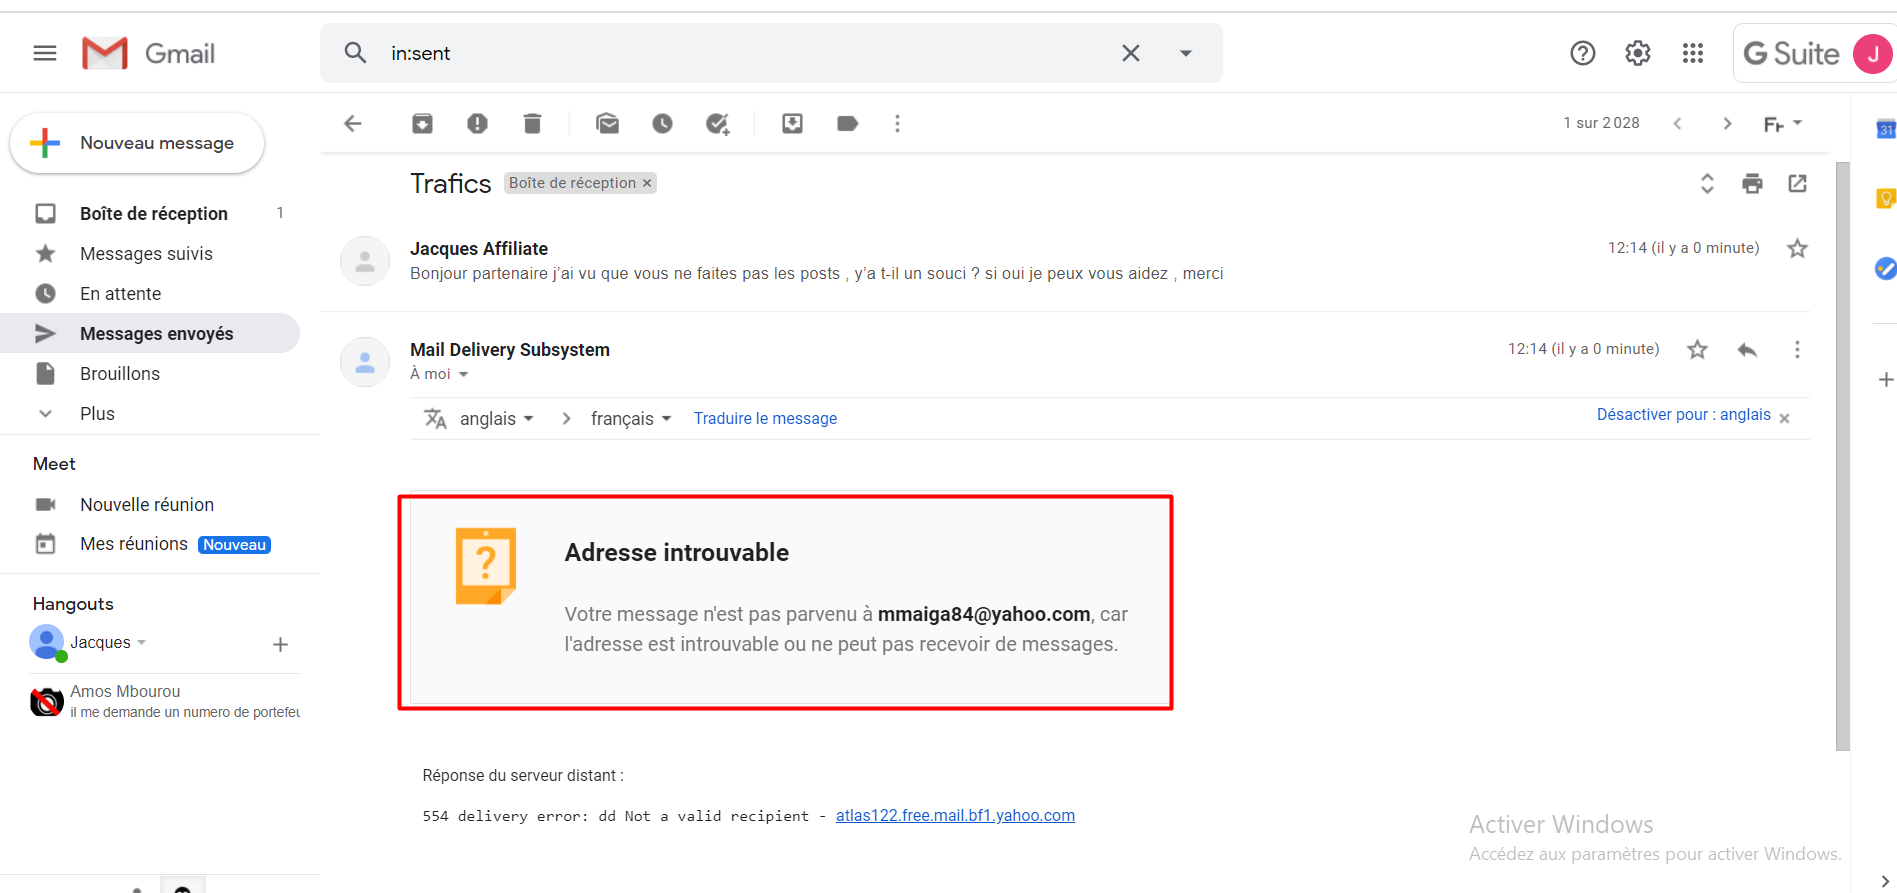 Gmail
in:sent
G Suite
J
Nouveau message
1 sur 2 028
Fr
31
Trafics
Boîte de réception ×
Boîte de réception 1
Messages suivis
En attente
Messages envoyés
Brouillons
Plus
Jacques Affiliate
12:14 (il y a 0 minute)
Bonjour partenaire j'ai vu que vous ne faites pas les posts , y'a t-il un souci ? si oui je peux vous aidez , merci
Mail Delivery Subsystem
12:14 (il y a 0 minute)
À moi
anglais > français Traduire le message
Désactiver pour : anglais ×
Meet
Nouvelle réunion
Mes réunions Nouveau
Hangouts
Jacques
Amos Mbourou
il me demande un numero de portefeu
?
Adresse introuvable
Votre message n'est pas parvenu à mmaiga84@yahoo.com, car
l'adresse est introuvable ou ne peut pas recevoir de messages.
Réponse du serveur distant :
554 delivery error: dd Not a valid recipient - atlas122.free.mail.bf1.yahoo.com
Activer Windows
Accédez aux paramètres pour activer Windows.